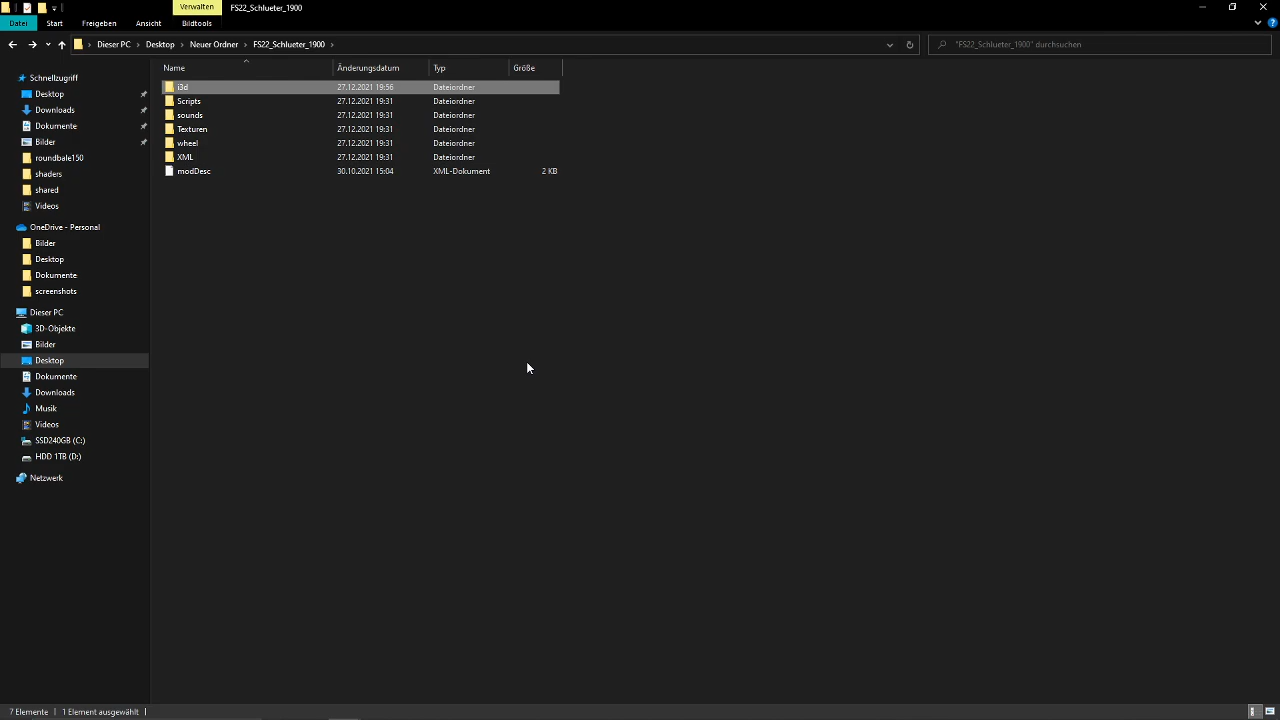 Verwalten
FS22_Schlueter_1900
Datei Start Freigeben Ansicht Bildtools
Dieser PC Desktop Neuer Ordner FS22_Schlueter_1900
"FS22_Schlueter_1900" durchsuchen
Name Änderungsdatum Typ Größe
i3d 27.12.2021 19:56 Dateiordner
Scripts 27.12.2021 19:31 Dateiordner
sounds 27.12.2021 19:31 Dateiordner
Texturen 27.12.2021 19:31 Dateiordner
wheel 27.12.2021 19:31 Dateiordner
XML 27.12.2021 19:31 Dateiordner
modDesc 30.10.2021 15:04 XML-Dokument 2 KB
Schnellzugriff
Desktop
Downloads
Dokumente
Bilder
roundbale150
shaders
shared
Videos
OneDrive - Personal
Bilder
Desktop
Dokumente
screenshots
Dieser PC
3D-Objekte
Bilder
Desktop
Dokumente
Downloads
Musik
Videos
SSD240GB (C:)
HDD 1TB (D:)
Netzwerk
7 Elemente 1 Element ausgewählt